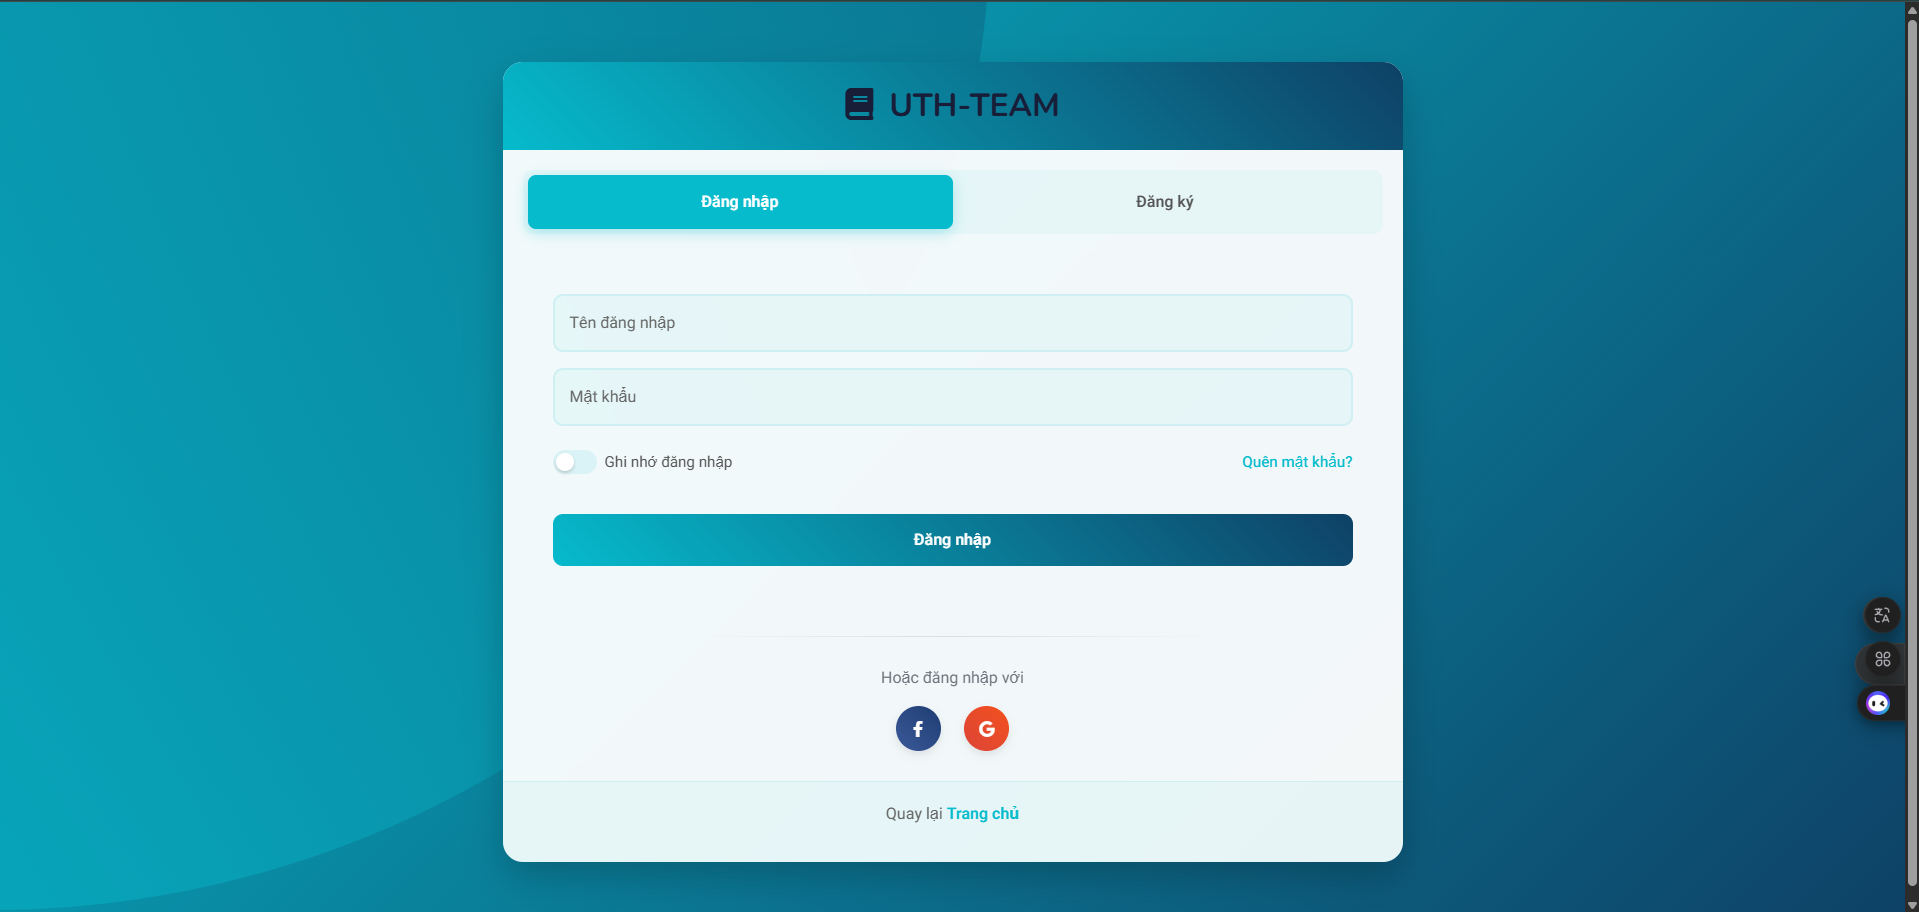 UTH-TEAM
Đăng nhập
Đăng ký
Tên đăng nhập
Mật khẩu
Ghi nhớ đăng nhập
Quên mật khẩu?
Đăng nhập
Hoặc đăng nhập với
Quay lại Trang chủ